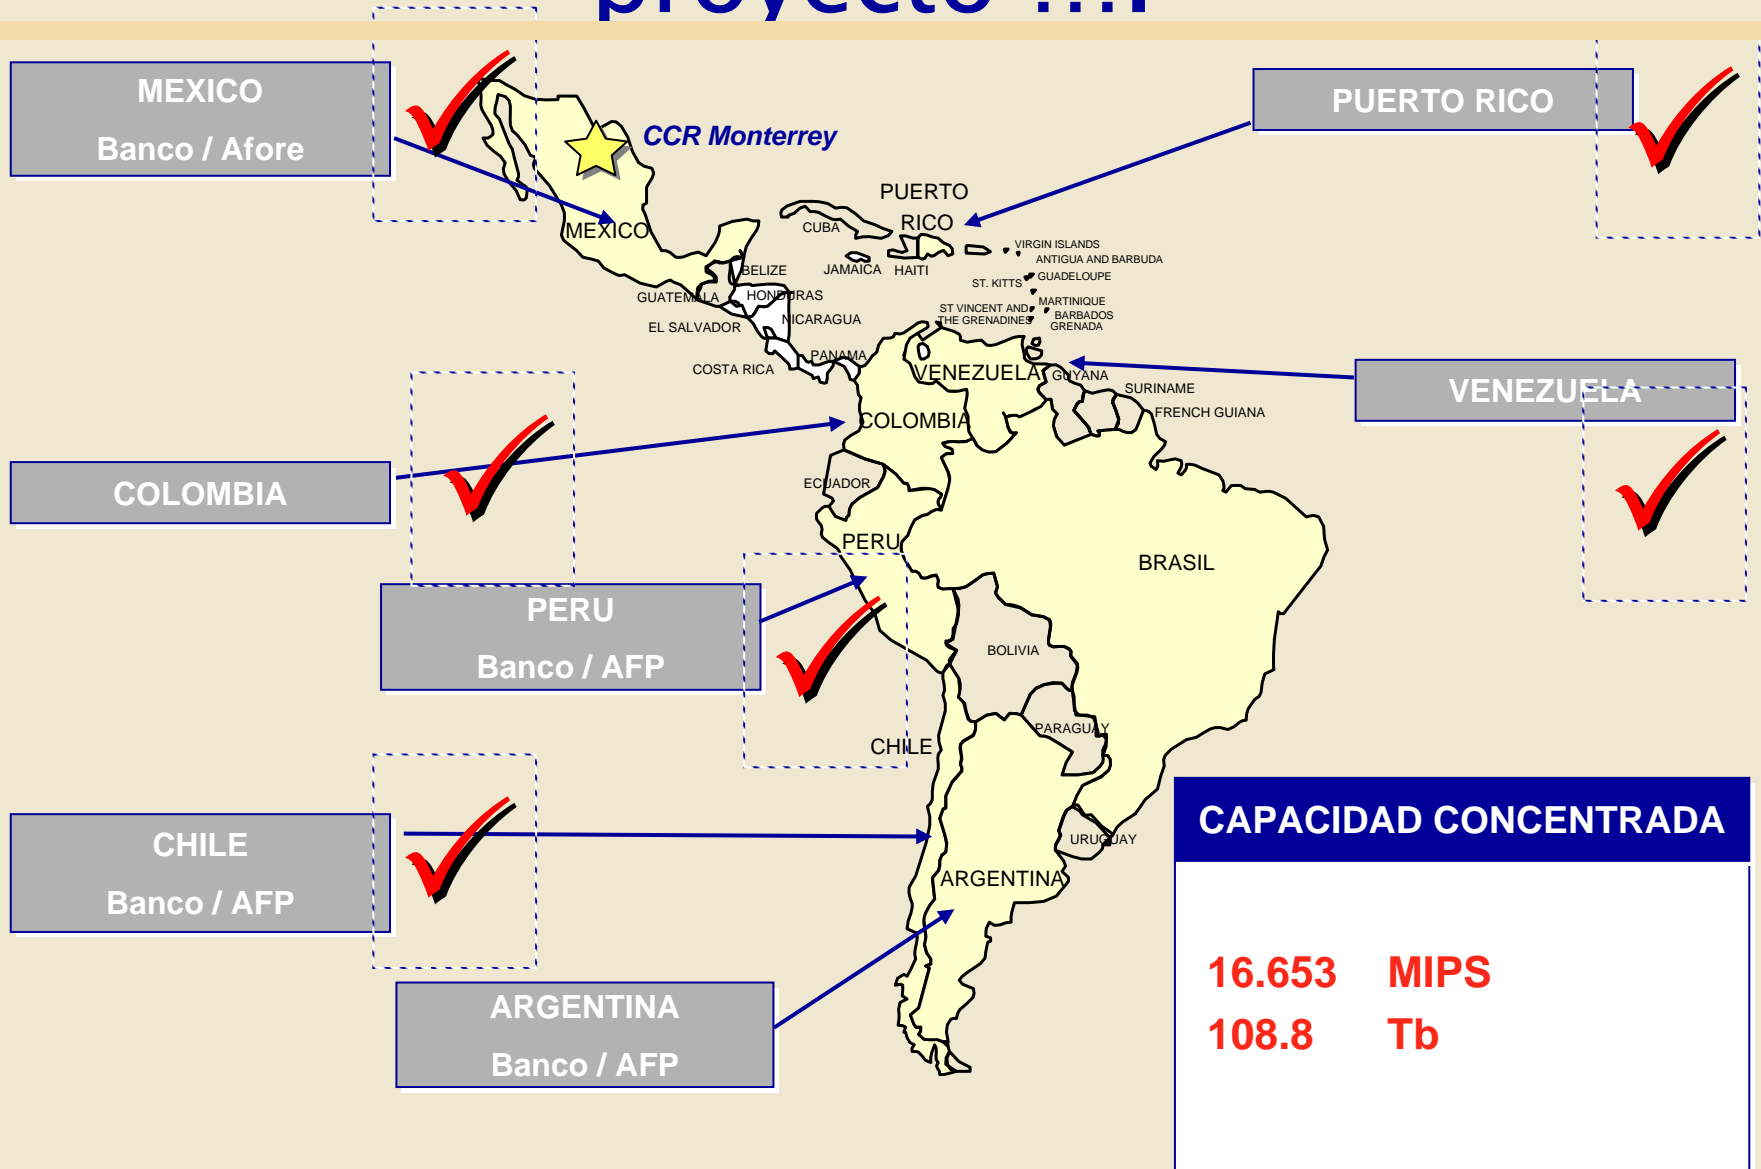 proyecto ...
MEXICO
Banco / Afore
CCR Monterrey
PUERTO RICO
PUERTO
RICO
CUBA
MEXICO
VIRGIN ISLANDS
ANTIGUA AND BARBUDA
BELIZE
JAMAICA
HAITI
GUADELOUPE
ST. KITTS
GUATEMALA
HONDURAS
MARTINIQUE
ST VINCENT AND
THE GRENADINES
BARBADOS
GRENADA
NICARAGUA
EL SALVADOR
PANAMA
COSTA RICA
VENEZUELA
GUYANA
SURINAME
FRENCH GUIANA
VENEZUELA
COLOMBIA
COLOMBIA
ECUADOR
PERU
BRASIL
PERU
Banco / AFP
BOLIVIA
PARAGUAY
CHILE
CHILE
Banco / AFP
URUGUAY
ARGENTINA
ARGENTINA
Banco / AFP
CAPACIDAD CONCENTRADA
16.653 MIPS
108.8 Tb